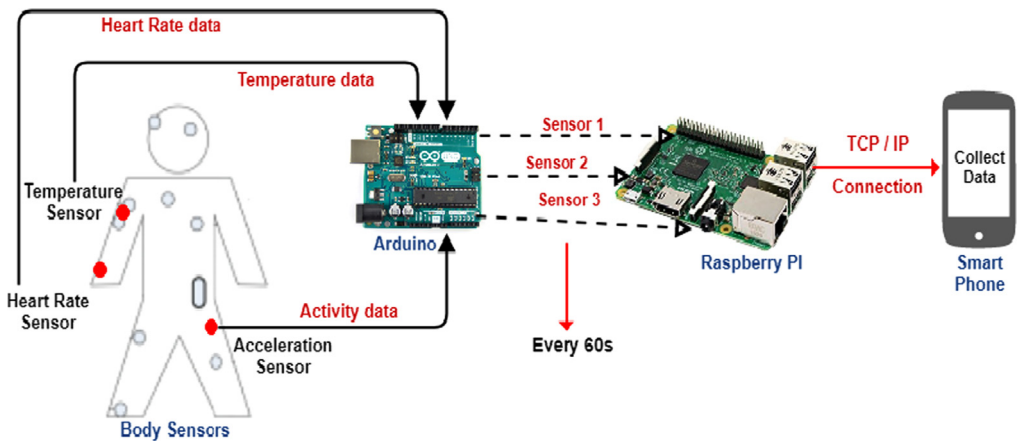 Heart Rate data
Temperature data
Sensor 1
Sensor 2
Sensor 3
TCP / IP
Connection
Collect
Data
Temperature
Sensor
Arduino
Raspberry PI
Smart
Phone
Heart Rate
Sensor
Activity data
Acceleration
Sensor
Every 60s
Body Sensors